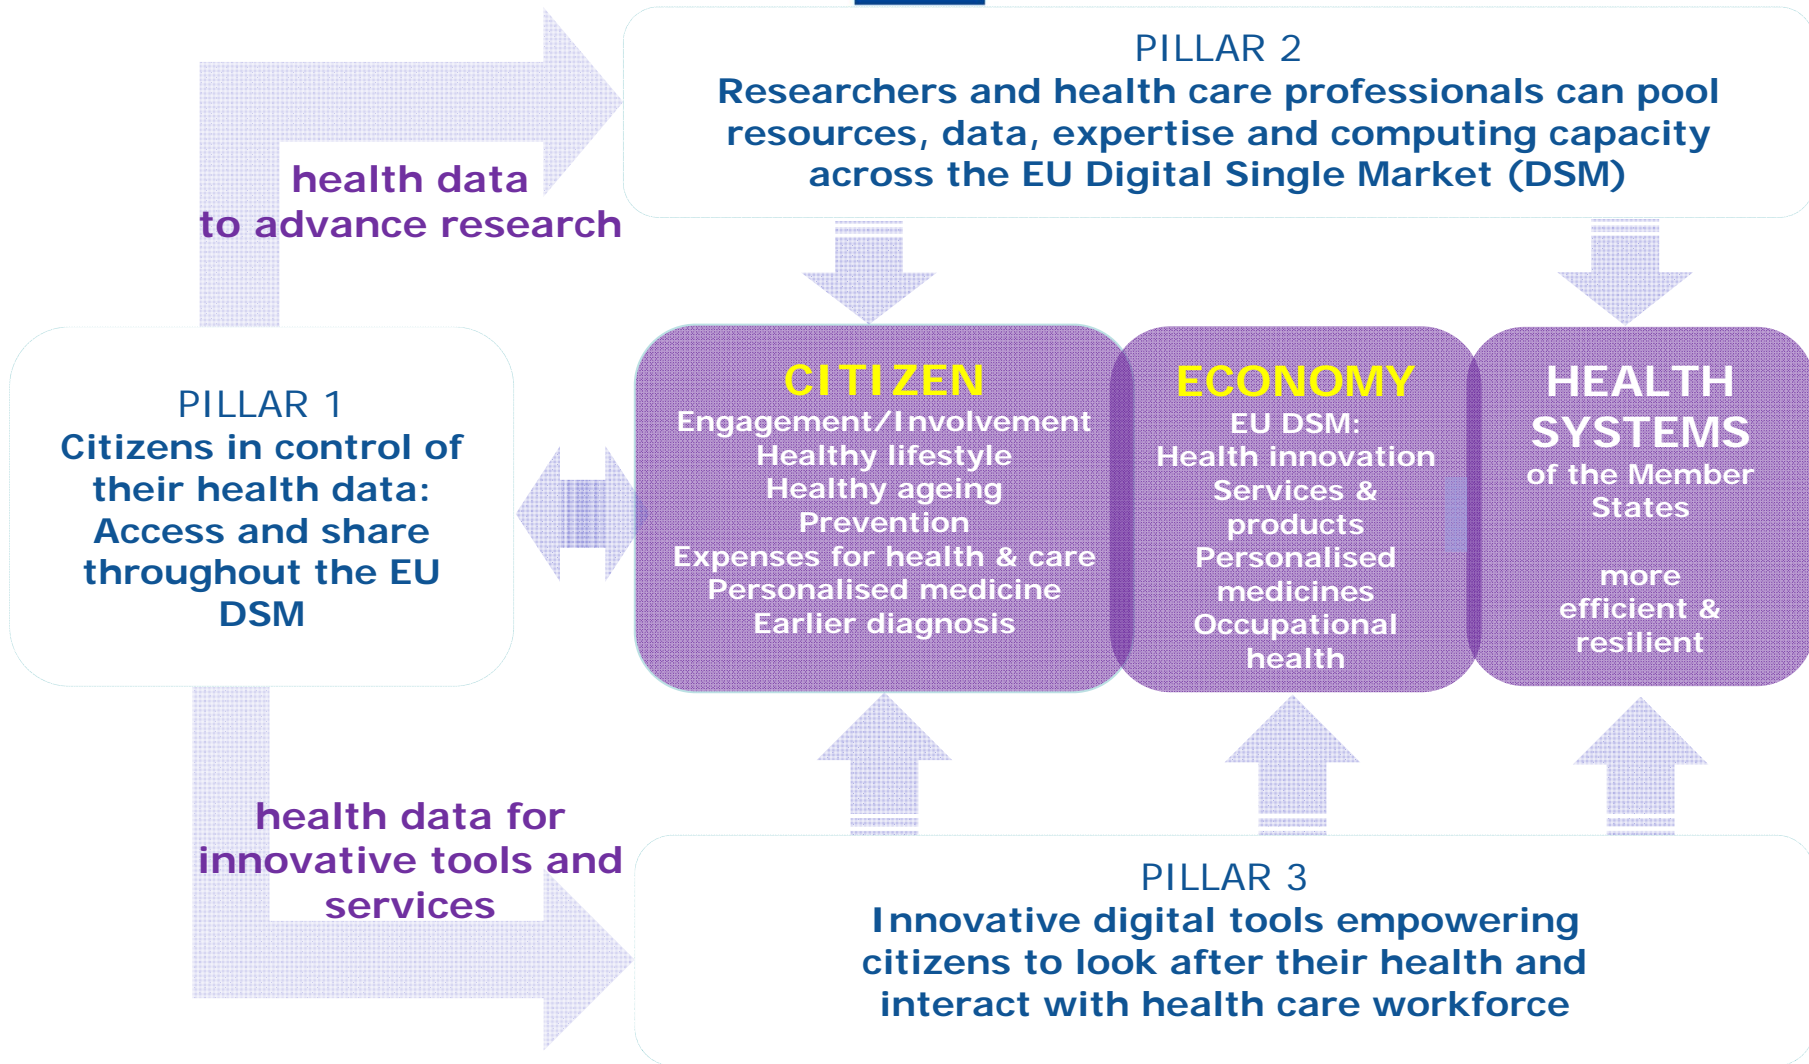 PILLAR 2
Researchers and health care professionals can pool
resources, data, expertise and computing capacity
across the EU Digital Single Market (DSM)
health data
to advance research
PILLAR 1
Citizens in control of
their health data:
Access and share
throughout the EU
DSM
CITIZEN
Engagement/Involvement
Healthy lifestyle
Healthy ageing
Prevention
Expenses for health & care
Personalised medicine
Earlier diagnosis
ECONOMY
EU DSM:
Health innovation
Services &
products
Personalised
medicines
Occupational
health
HEALTH
SYSTEMS
of the Member
States
more
efficient &
resilient
health data for
innovative tools and
services
PILLAR 3
Innovative digital tools empowering
citizens to look after their health and
interact with health care workforce